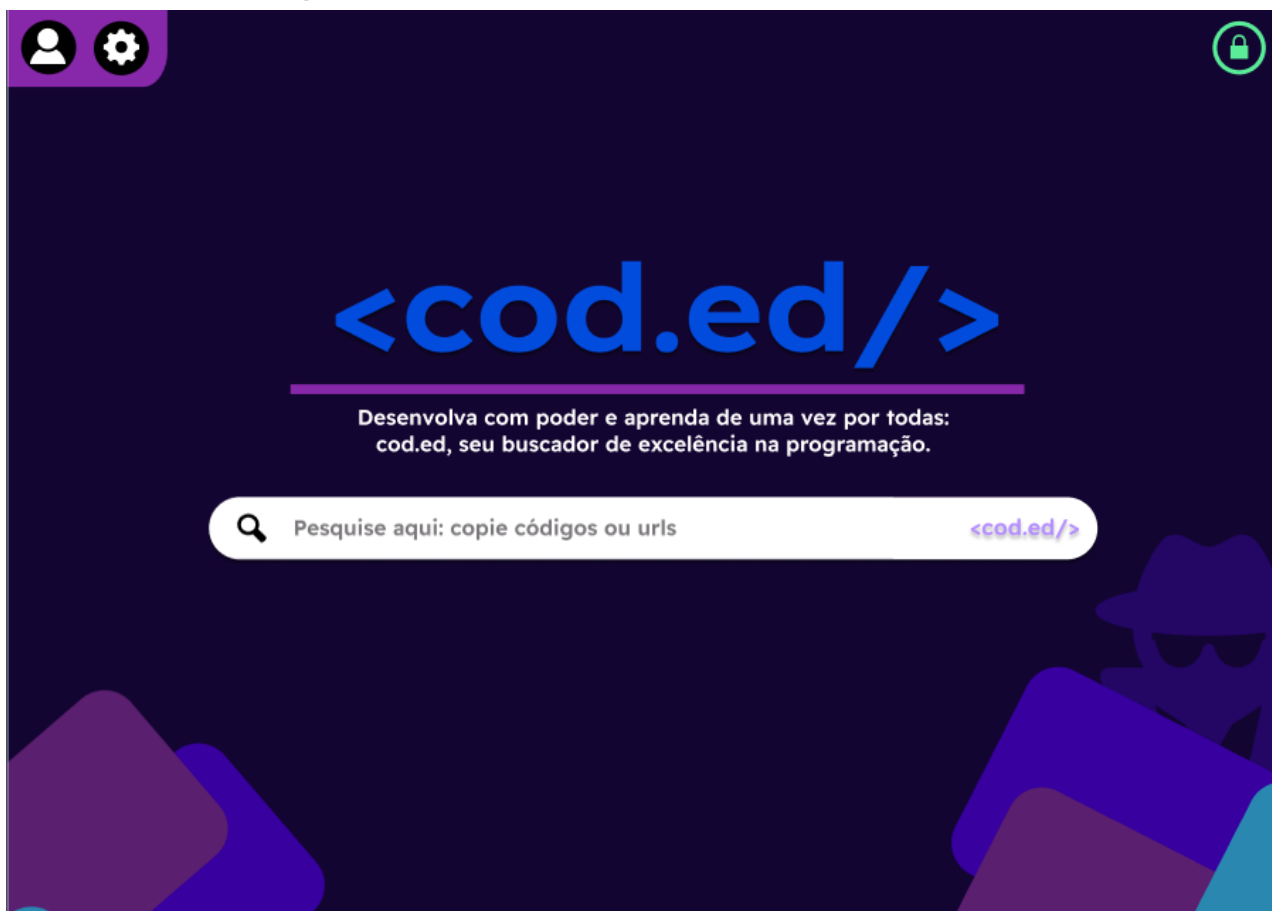 <cod.ed/>
Desenvolva com poder e aprenda de uma vez por todas:
cod.ed, seu buscador de excelência na programação.
Pesquise aqui: copie códigos ou urls
<cod.ed/>